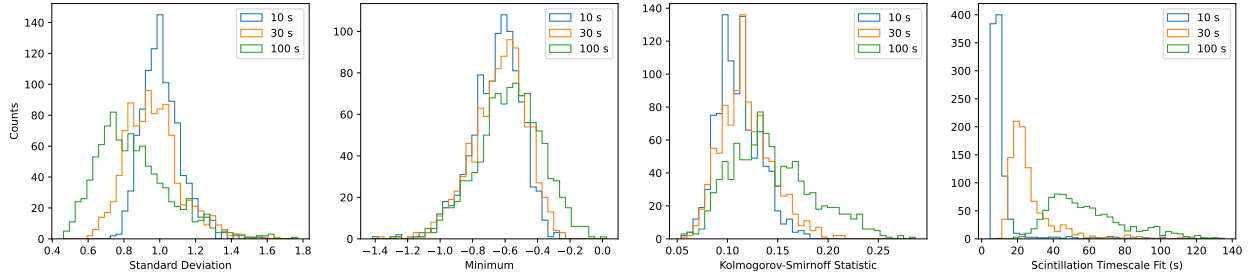 Counts
140
120
100
80
60
40
20
0
10 s
30 s
100 s
0.4 0.6 0.8 1.0 1.2 1.4 1.6 1.8
Standard Deviation
100
80
60
40
20
0
10 s
30 s
100 s
−1.4 −1.2 −1.0 −0.8 −0.6 −0.4 −0.2 0.0
Minimum
140
120
100
80
60
40
20
0
10 s
30 s
100 s
0.05 0.10 0.15 0.20 0.25
Kolmogorov-Smirnoff Statistic
400
350
300
250
200
150
100
50
0
10 s
30 s
100 s
0 20 40 60 80 100 120 140
Scintillation Timescale Fit (s)